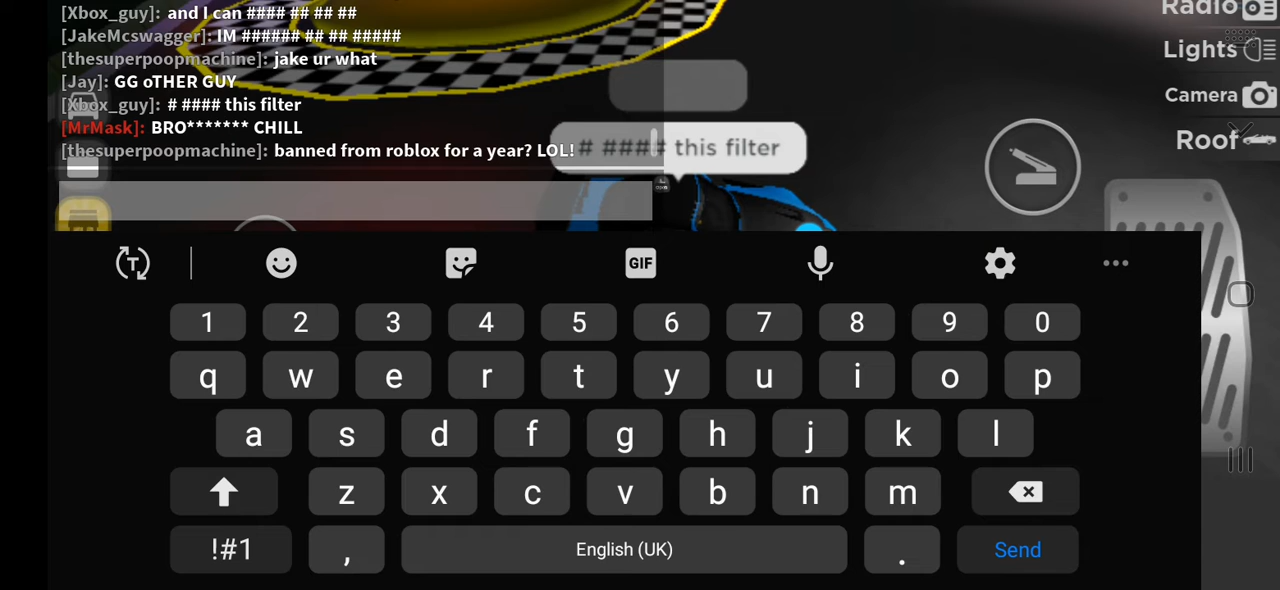 [Xbox_guy]: and I can #### ## ## ##
[JakeMcswagger]: IM ###### ## ## #####
[thesuperpoopmachine]: jake ur what
[Jay]: GG oTHER GUY
[Xbox_guy]: # #### this filter
[MrMask]: BRO******* CHILL
[thesuperpoopmachine]: banned from roblox for a year? LOL!
# #### this filter
Radio
Lights
Camera
Roof
T
GIF
1 2 3 4 5 6 7 8 9 0
q w e r t y u i o p
a s d f g h j k l
z x c v b n m
!#1 , English (UK) . Send